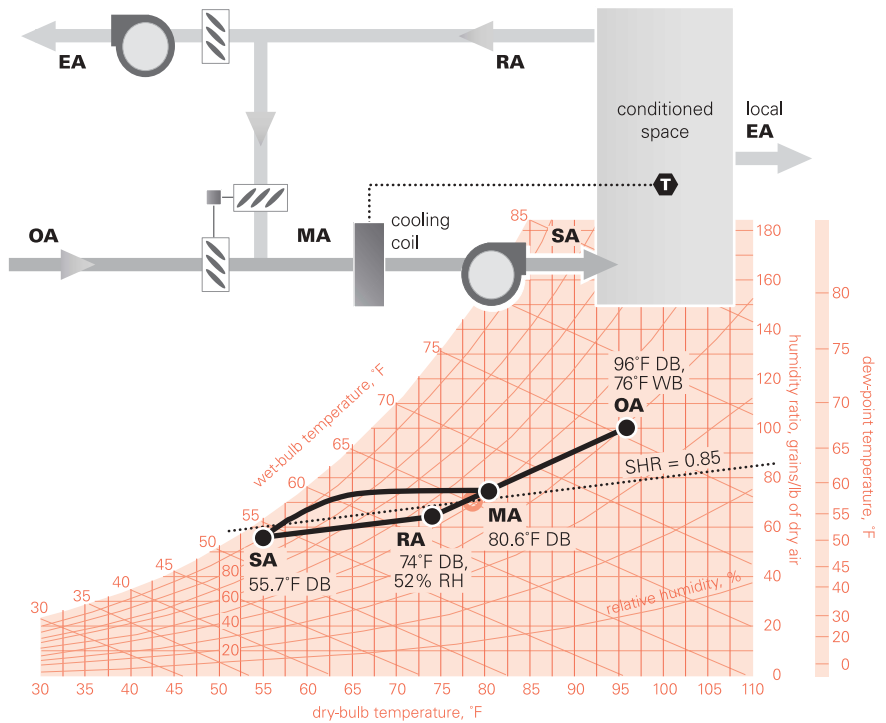 EA
RA
conditioned
space
local
EA
T
OA
MA
cooling
coil
SA
85
180
160
140
120
100
80
60
40
20
0
humidity ratio, grains/lb of dry air
80
75
70
65
60
55
50
45
40
30
20
0
dew-point temperature, °F
75
70
65
60
55
50
45
40
35
30
wet-bulb temperature, °F
96°F DB,
76°F WB
OA
SHR = 0.85
MA
80.6°F DB
RA
74°F DB,
52% RH
SA
55.7°F DB
80
60
40
20
relative humidity, %
30 35 40 45 50 55 60 65 70 75 80 85 90 95 100 105 110
dry-bulb temperature, °F